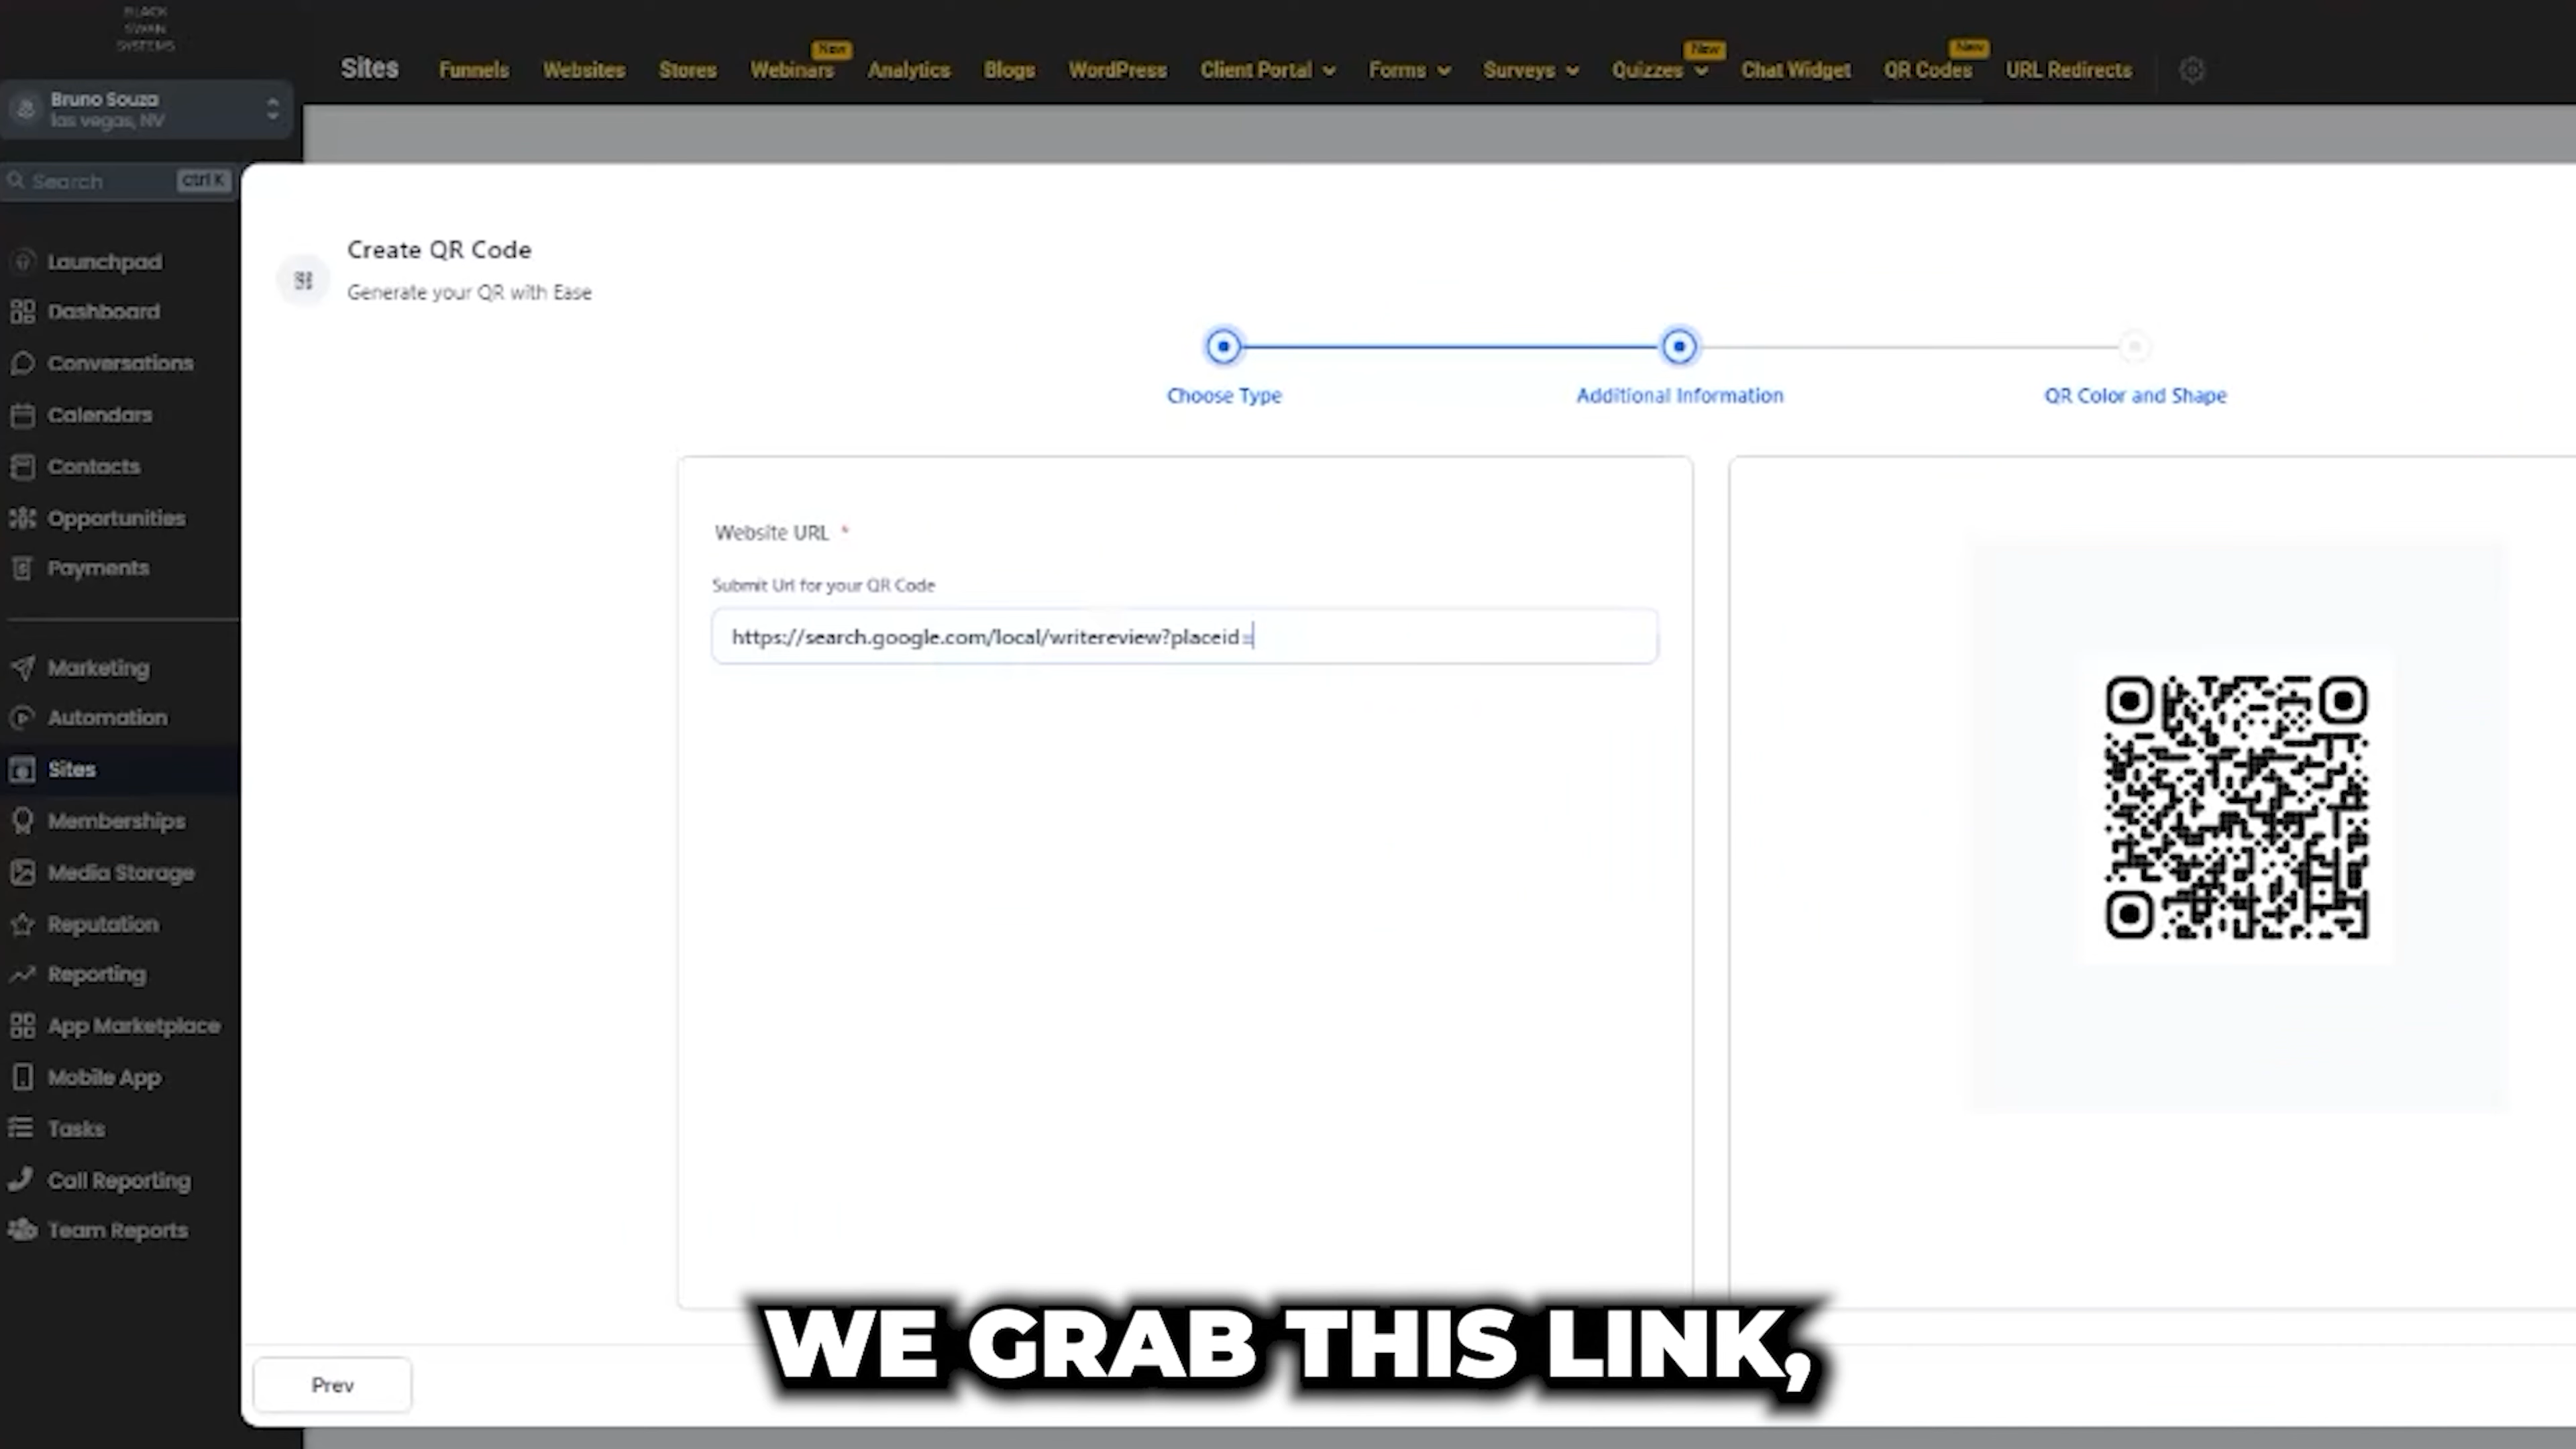 BLACK
SWAN
SYSTEMS
Sites
Funnels
Websites
Stores
Webinars
New
Analytics
Blogs
WordPress
Client Portal
Forms
Surveys
Quizzes
New
Chat Widget
QR Codes
New
URL Redirects
Bruno Souza
las vegas, NV
Search
ctrl K
Launchpad
Dashboard
Conversations
Calendars
Contacts
Opportunities
Payments
Marketing
Automation
Sites
Memberships
Media Storage
Reputation
Reporting
App Marketplace
Mobile App
Tasks
Call Reporting
Team Reports
Create QR Code
Generate your QR with Ease
Choose Type
Additional Information
QR Color and Shape
Website URL *
Submit Url for your QR Code
https://search.google.com/local/writereview?placeid=
Prev
WE GRAB THIS LINK,